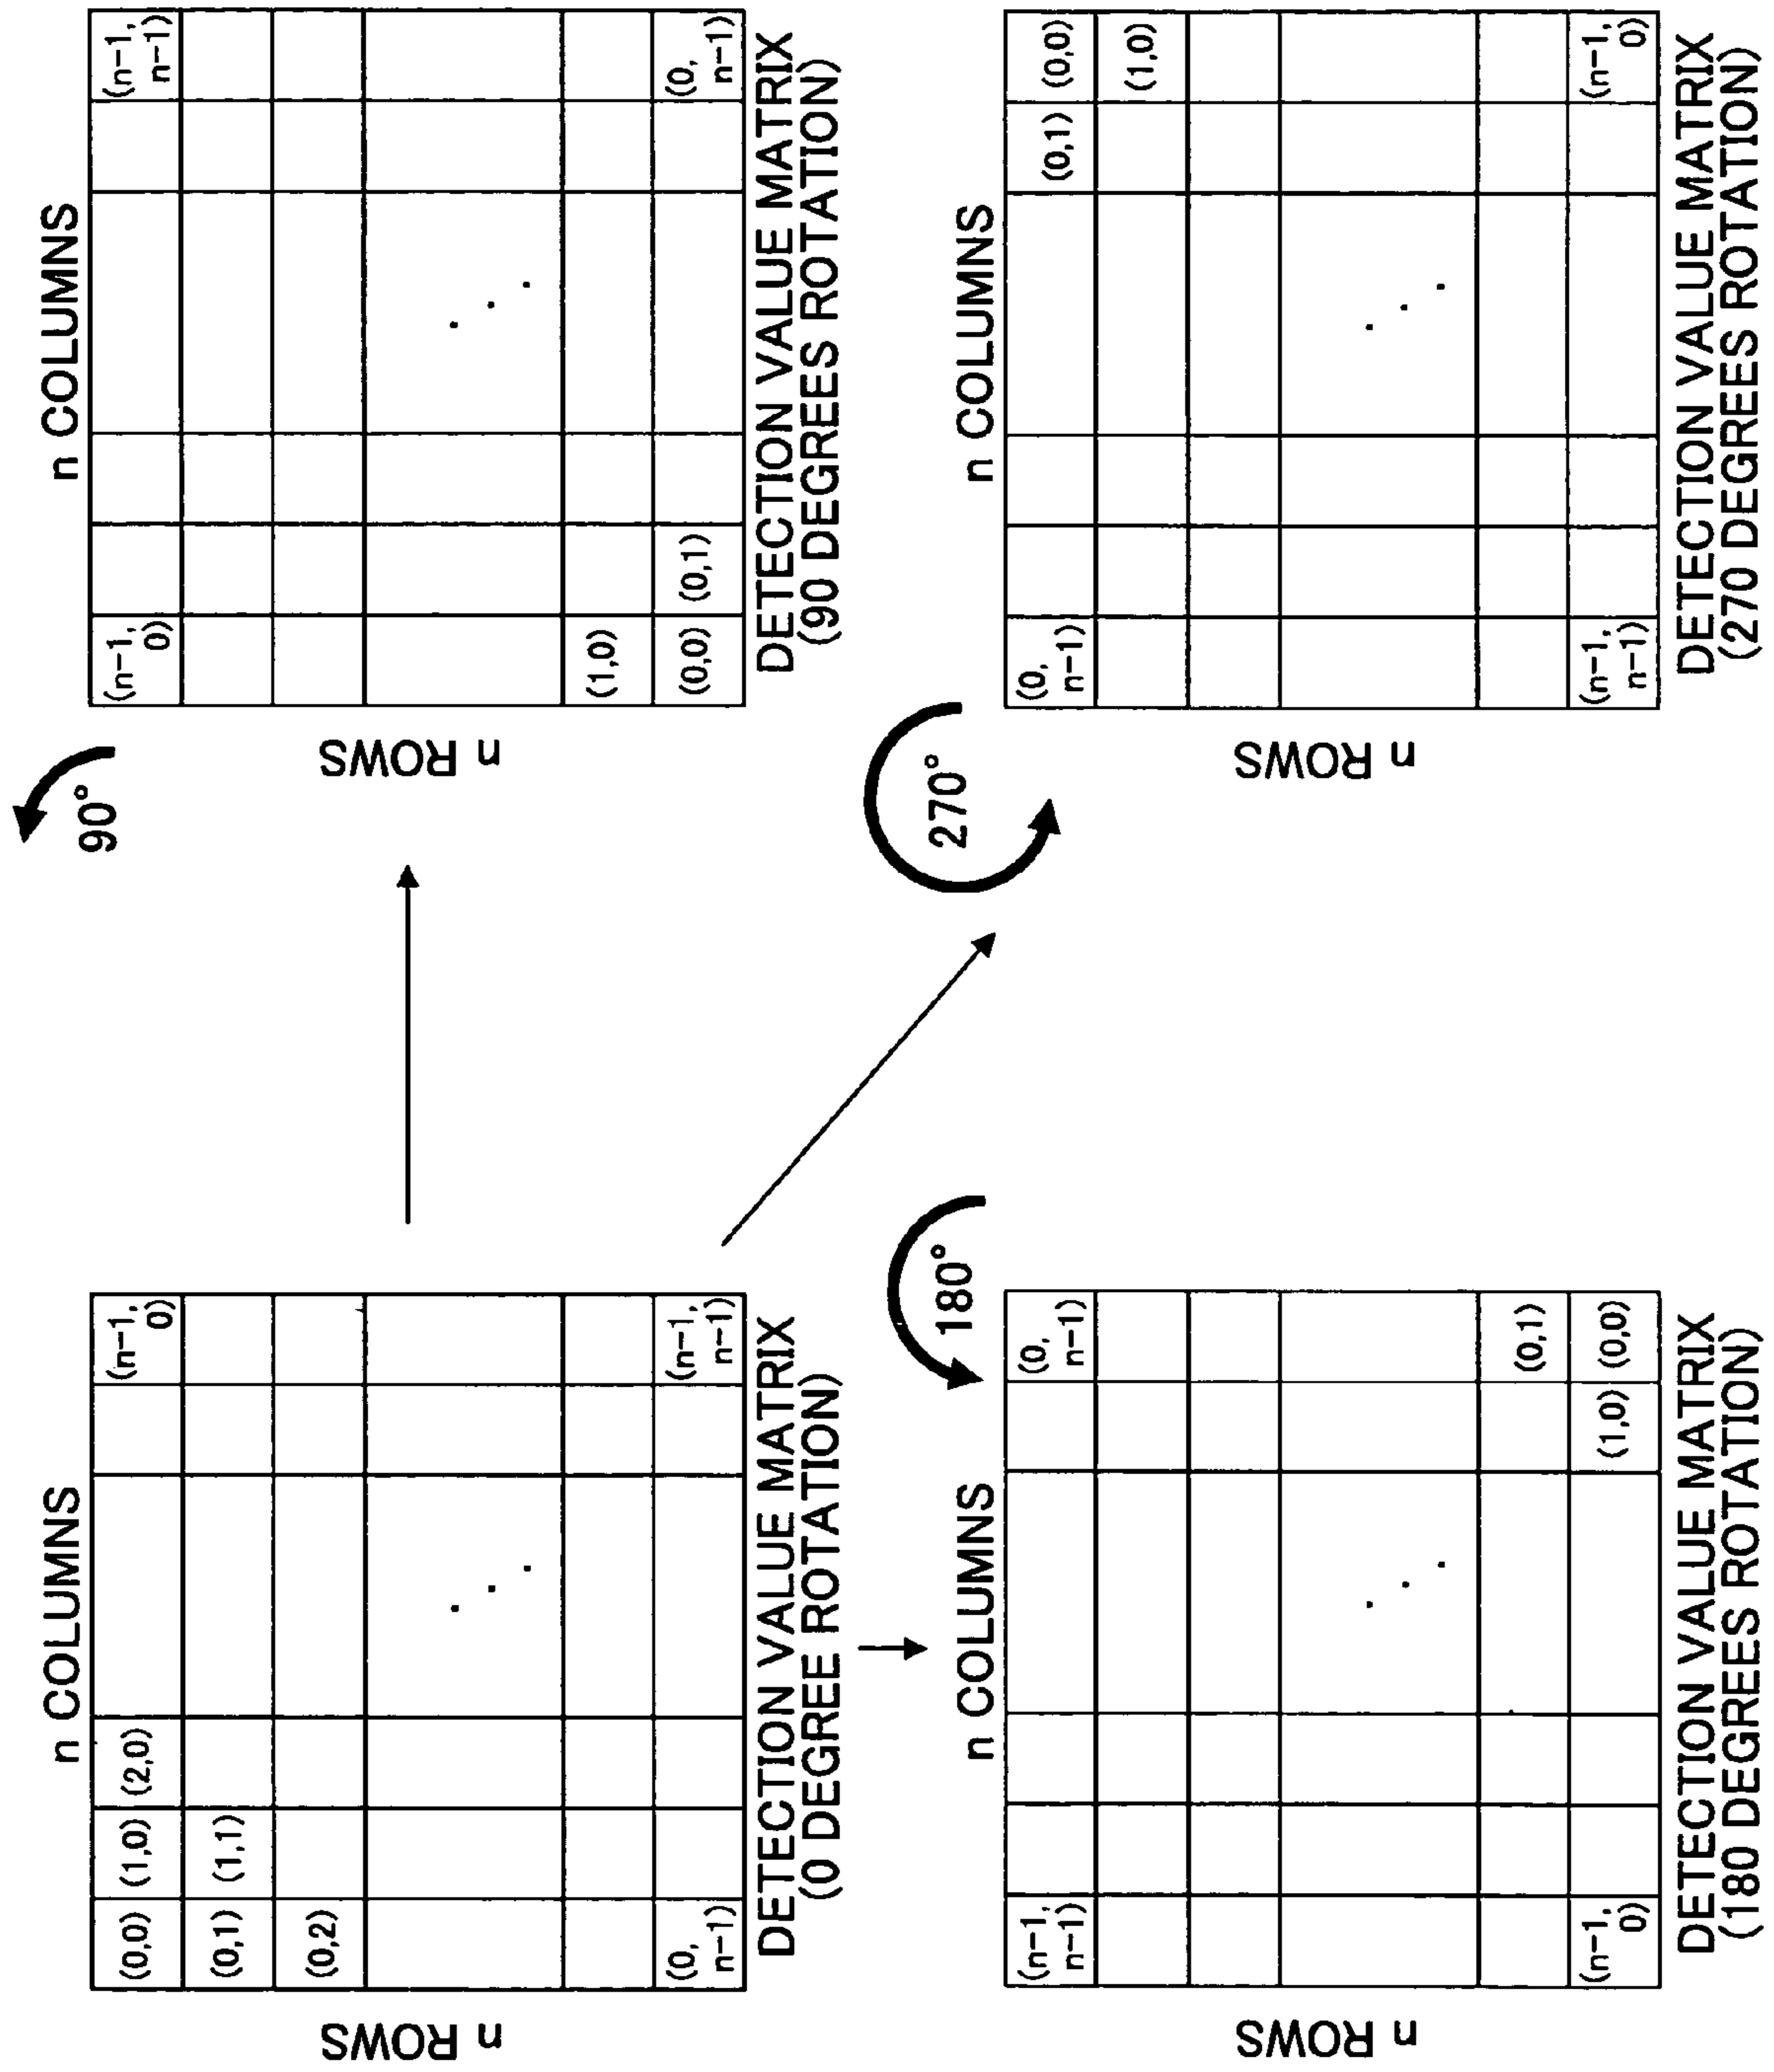 n COLUMNS
n ROWS
(0,0) (1,0) (2,0) (n−1,
0)
(0,1) (1,1)
(0,2)
(0,
n−1)
(n−1,
n−1)
DETECTION VALUE MATRIX
(0 DEGREE ROTATION)
90°
n COLUMNS
n ROWS
(n−1,
0)
(n−1,
n−1)
(1,0)
(0,0) (0,1) (0,
n−1)
DETECTION VALUE MATRIX
(90 DEGREES ROTATION)
180°
n COLUMNS
n ROWS
(n−1,
n−1)
(0,
n−1)
(0,1)
(n−1,
0)
(1,0) (0,0)
DETECTION VALUE MATRIX
(180 DEGREES ROTATION)
270°
n COLUMNS
n ROWS
(0,
n−1)
(0,1) (0,0)
(1,0)
(n−1,
n−1)
(n−1,
0)
DETECTION VALUE MATRIX
(270 DEGREES ROTATION)